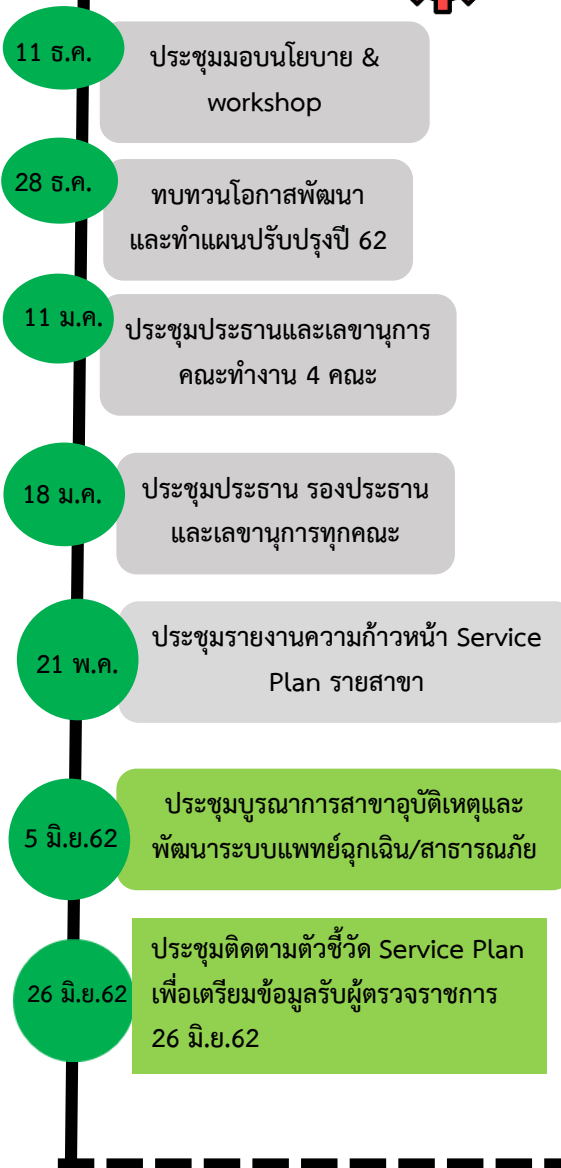 11 ธ.ค.
ประชุมมอบนโยบาย &
workshop
28 ธ.ค.
ทบทวนโอกาสพัฒนา
และทำแผนปรับปรุงปี 62
11 ม.ค.
ประชุมประธานและเลขานุการ
คณะทำงาน 4 คณะ
18 ม.ค.
ประชุมประธาน รองประธาน
และเลขานุการทุกคณะ
21 พ.ค.
ประชุมรายงานความก้าวหน้า Service
Plan รายสาขา
5 มิ.ย.62
ประชุมบูรณาการสาขาอุบัติเหตุและ
พัฒนาระบบแพทย์ฉุกเฉิน/สาธารณภัย
26 มิ.ย.62
ประชุมติดตามตัวชี้วัด Service Plan
เพื่อเตรียมข้อมูลรับผู้ตรวจราชการ
26 มิ.ย.62